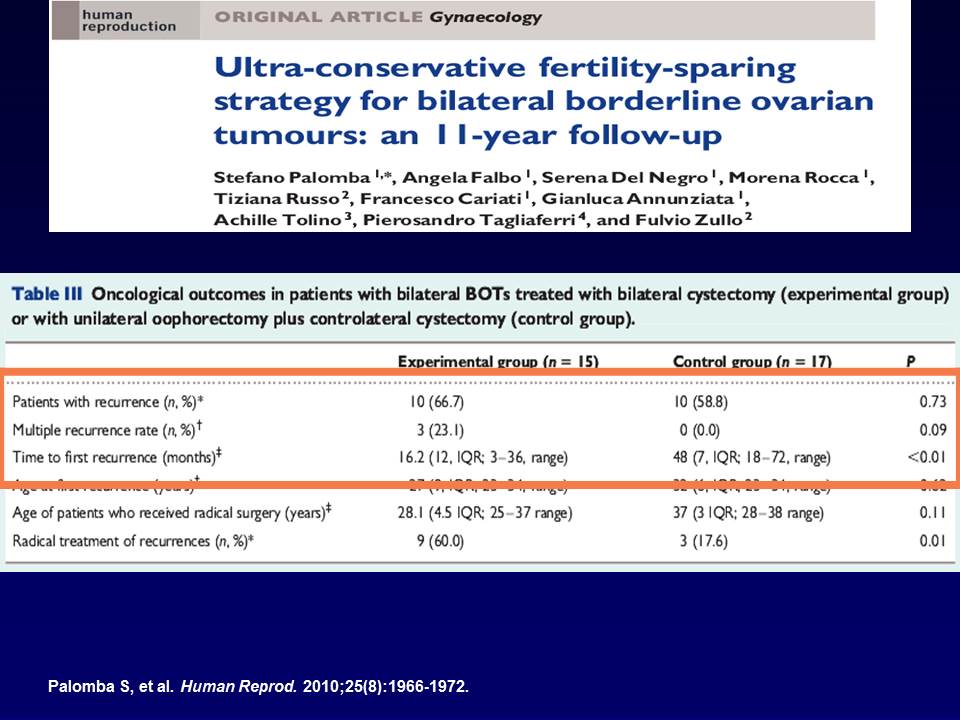 human
reproduction
ORIGINAL ARTICLE Gynaecology
Ultra-conservative fertility-sparing
strategy for bilateral borderline ovarian
tumours: an 11-year follow-up
Stefano Palomba 1,*, Angela Falbo 1, Serena Del Negro 1, Morena Rocca 1,
Tiziana Russo 2, Francesco Cariati 1, Gianluca Annunziata 1,
Achille Tolino 3, Pierosandro Tagliaferri 4, and Fulvio Zullo 2
Table III Oncological outcomes in patients with bilateral BOTs treated with bilateral cystectomy (experimental group)
or with unilateral oophorectomy plus controlateral cystectomy (control group).
Experimental group (n = 15) Control group (n = 17) P
Patients with recurrence (n, %)* 10 (66.7) 10 (58.8) 0.73
Multiple recurrence rate (n, %)† 3 (23.1) 0 (0.0) 0.09
Time to first recurrence (months)‡ 16.2 (12, IQR; 3–36, range) 48 (7, IQR; 18–72, range) <0.01
Age at first recurrence (years)
Age of patients who received radical surgery (years)‡ 28.1 (4.5 IQR; 25–37 range) 37 (3 IQR; 28–38 range) 0.11
Radical treatment of recurrences (n, %)* 9 (60.0) 3 (17.6) 0.01
Palomba S, et al. Human Reprod. 2010;25(8):1966-1972.